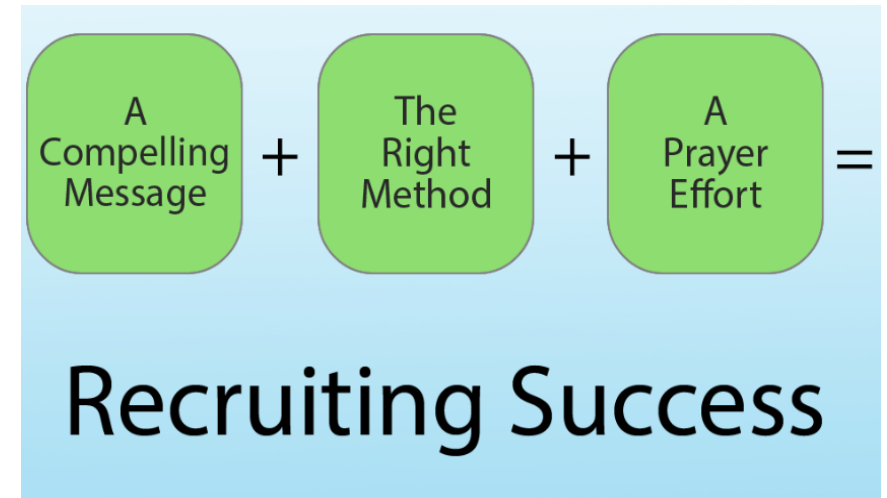 A
Compelling
Message
+
The
Right
Method
+
A
Prayer
Effort
=
Recruiting Success